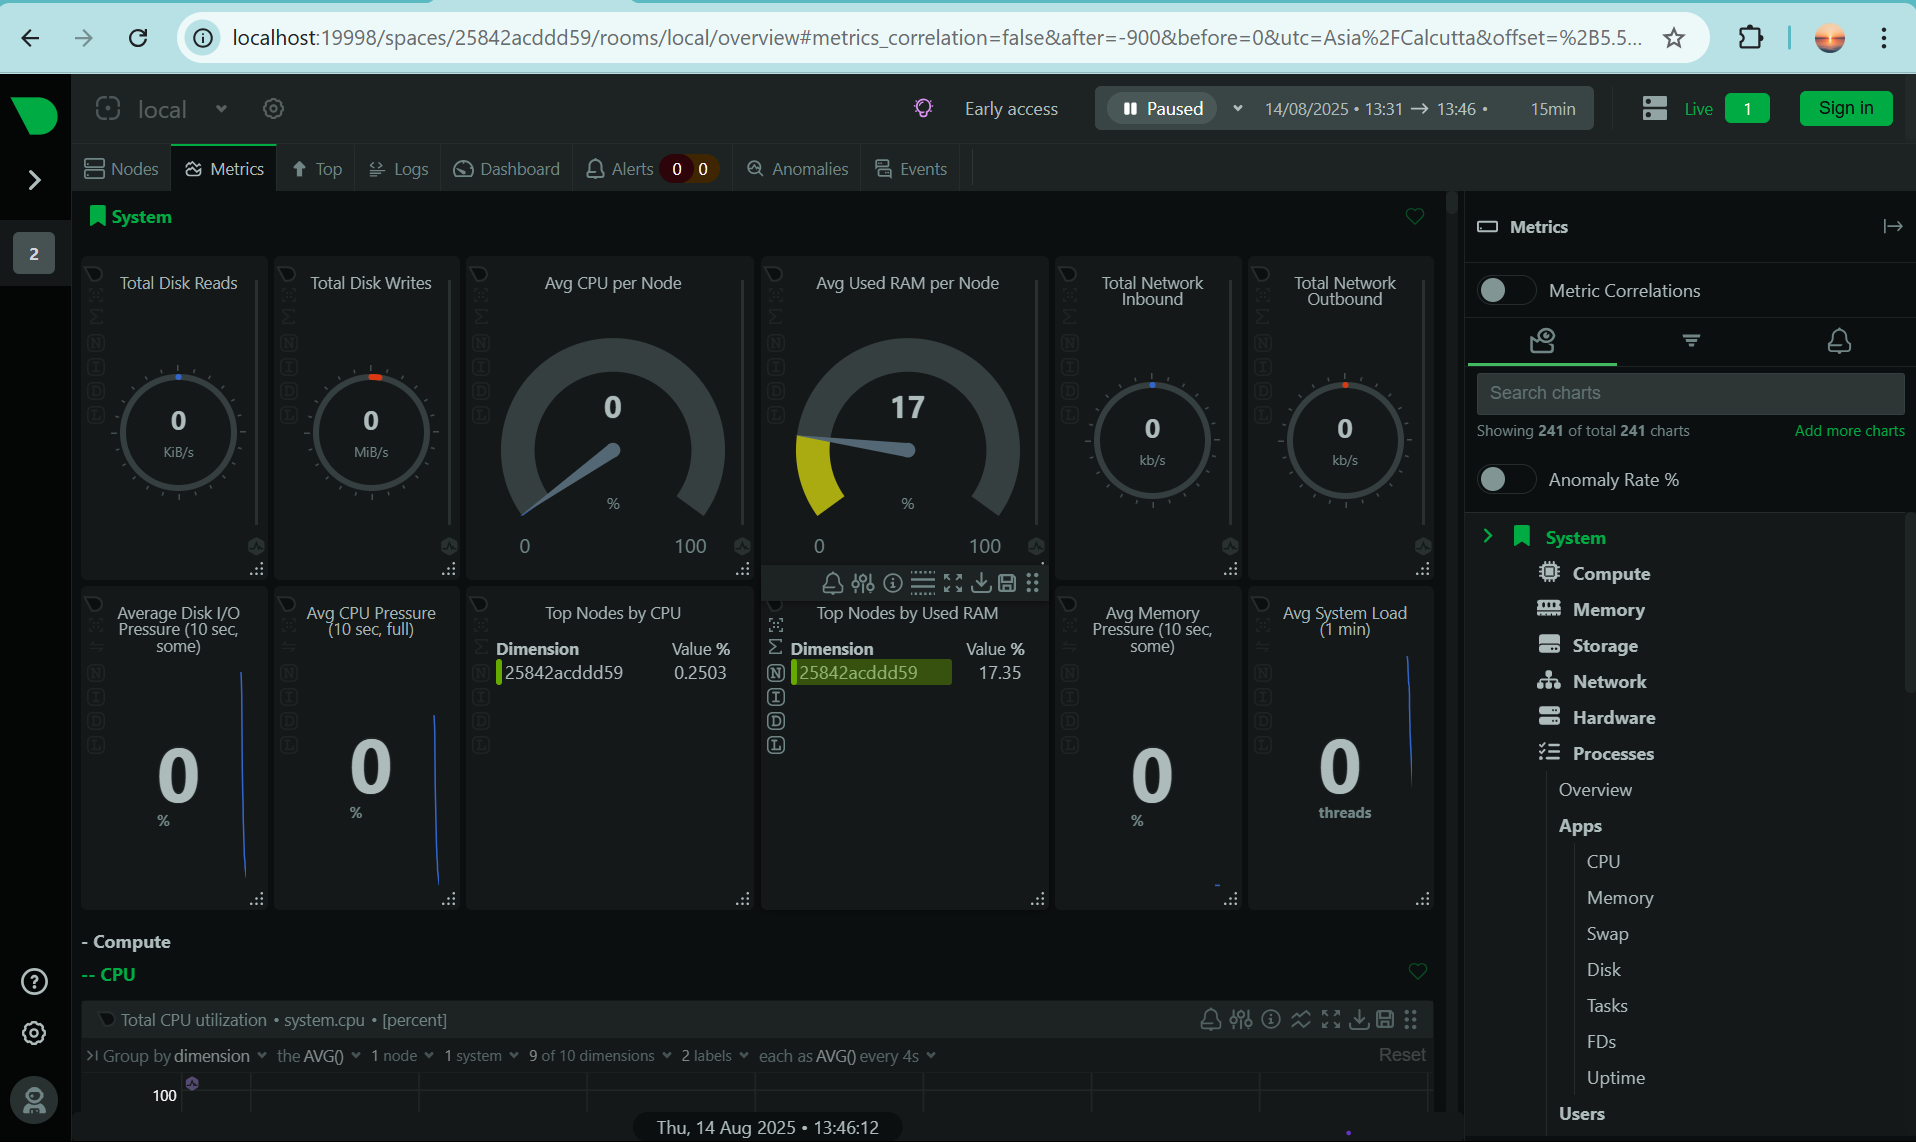 localhost:19998/spaces/25842acddd59/rooms/local/overview#metrics_correlation=false&after=-900&before=0&utc=Asia%2FCalcutta&offset=%2B5.5...
local
Early access
Paused
14/08/2025 • 13:31 → 13:46 •
15min
Live
1
Sign in
Nodes
Metrics
Top
Logs
Dashboard
Alerts
0
0
Anomalies
Events
2
System
Total Disk Reads
0
KiB/s
Total Disk Writes
0
MiB/s
Avg CPU per Node
0
%
0
100
Avg Used RAM per Node
17
%
0
100
Total Network
Inbound
0
kb/s
Total Network
Outbound
0
kb/s
Average Disk I/O
Pressure (10 sec,
some)
0
%
Avg CPU Pressure
(10 sec, full)
0
%
Top Nodes by CPU
Dimension Value %
25842acddd59 0.2503
Top Nodes by Used RAM
Dimension Value %
25842acddd59 17.35
N
I
D
L
Avg Memory
Pressure (10 sec,
some)
0
%
Avg System Load
(1 min)
0
threads
- Compute
-- CPU
Total CPU utilization • system.cpu • [percent]
Group by dimension the AVG() 1 node 1 system 9 of 10 dimensions 2 labels each as AVG() every 4s Reset
100
Thu, 14 Aug 2025 • 13:46:12
Metrics
Metric Correlations
Search charts
Showing 241 of total 241 charts
Add more charts
Anomaly Rate %
System
Compute
Memory
Storage
Network
Hardware
Processes
Overview
Apps
CPU
Memory
Swap
Disk
Tasks
FDs
Uptime
Users